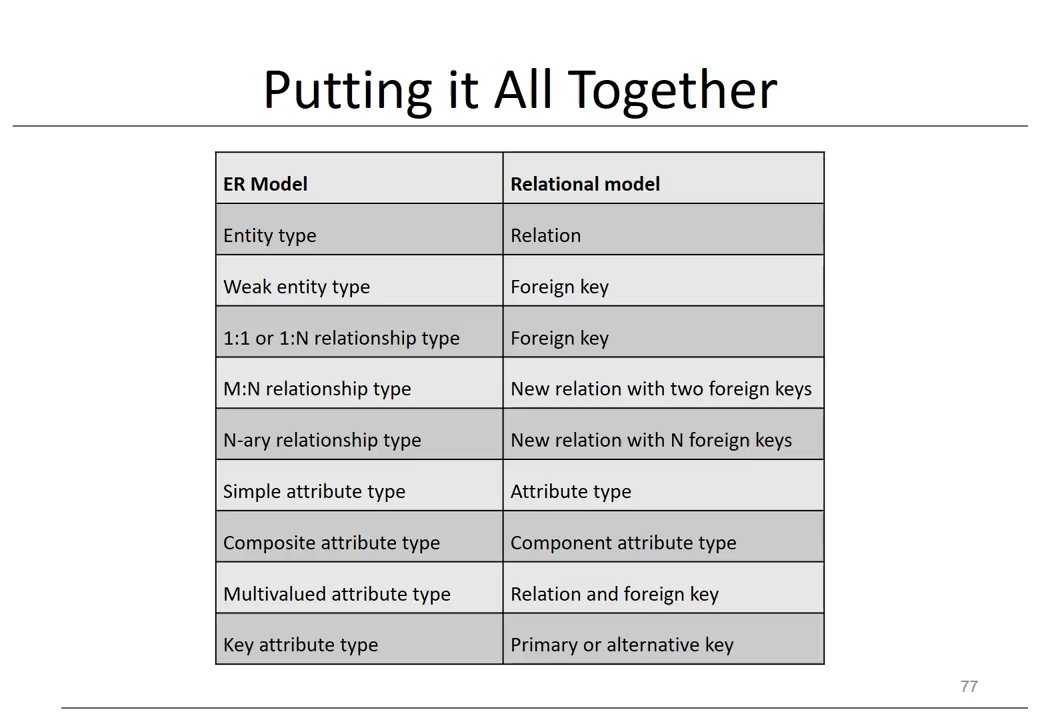 Putting it All Together
ER Model Relational model
Entity type Relation
Weak entity type Foreign key
1:1 or 1:N relationship type Foreign key
M:N relationship type New relation with two foreign keys
N-ary relationship type New relation with N foreign keys
Simple attribute type Attribute type
Composite attribute type Component attribute type
Multivalued attribute type Relation and foreign key
Key attribute type Primary or alternative key
77